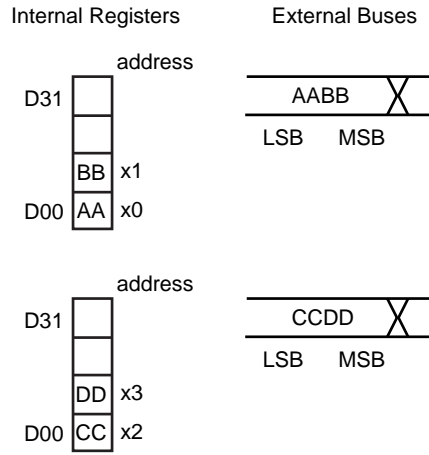 Internal Registers External Buses
address
D31 AABB
LSB MSB
BB x1
D00 AA x0
address
D31 CCDD
LSB MSB
DD x3
D00 CC x2